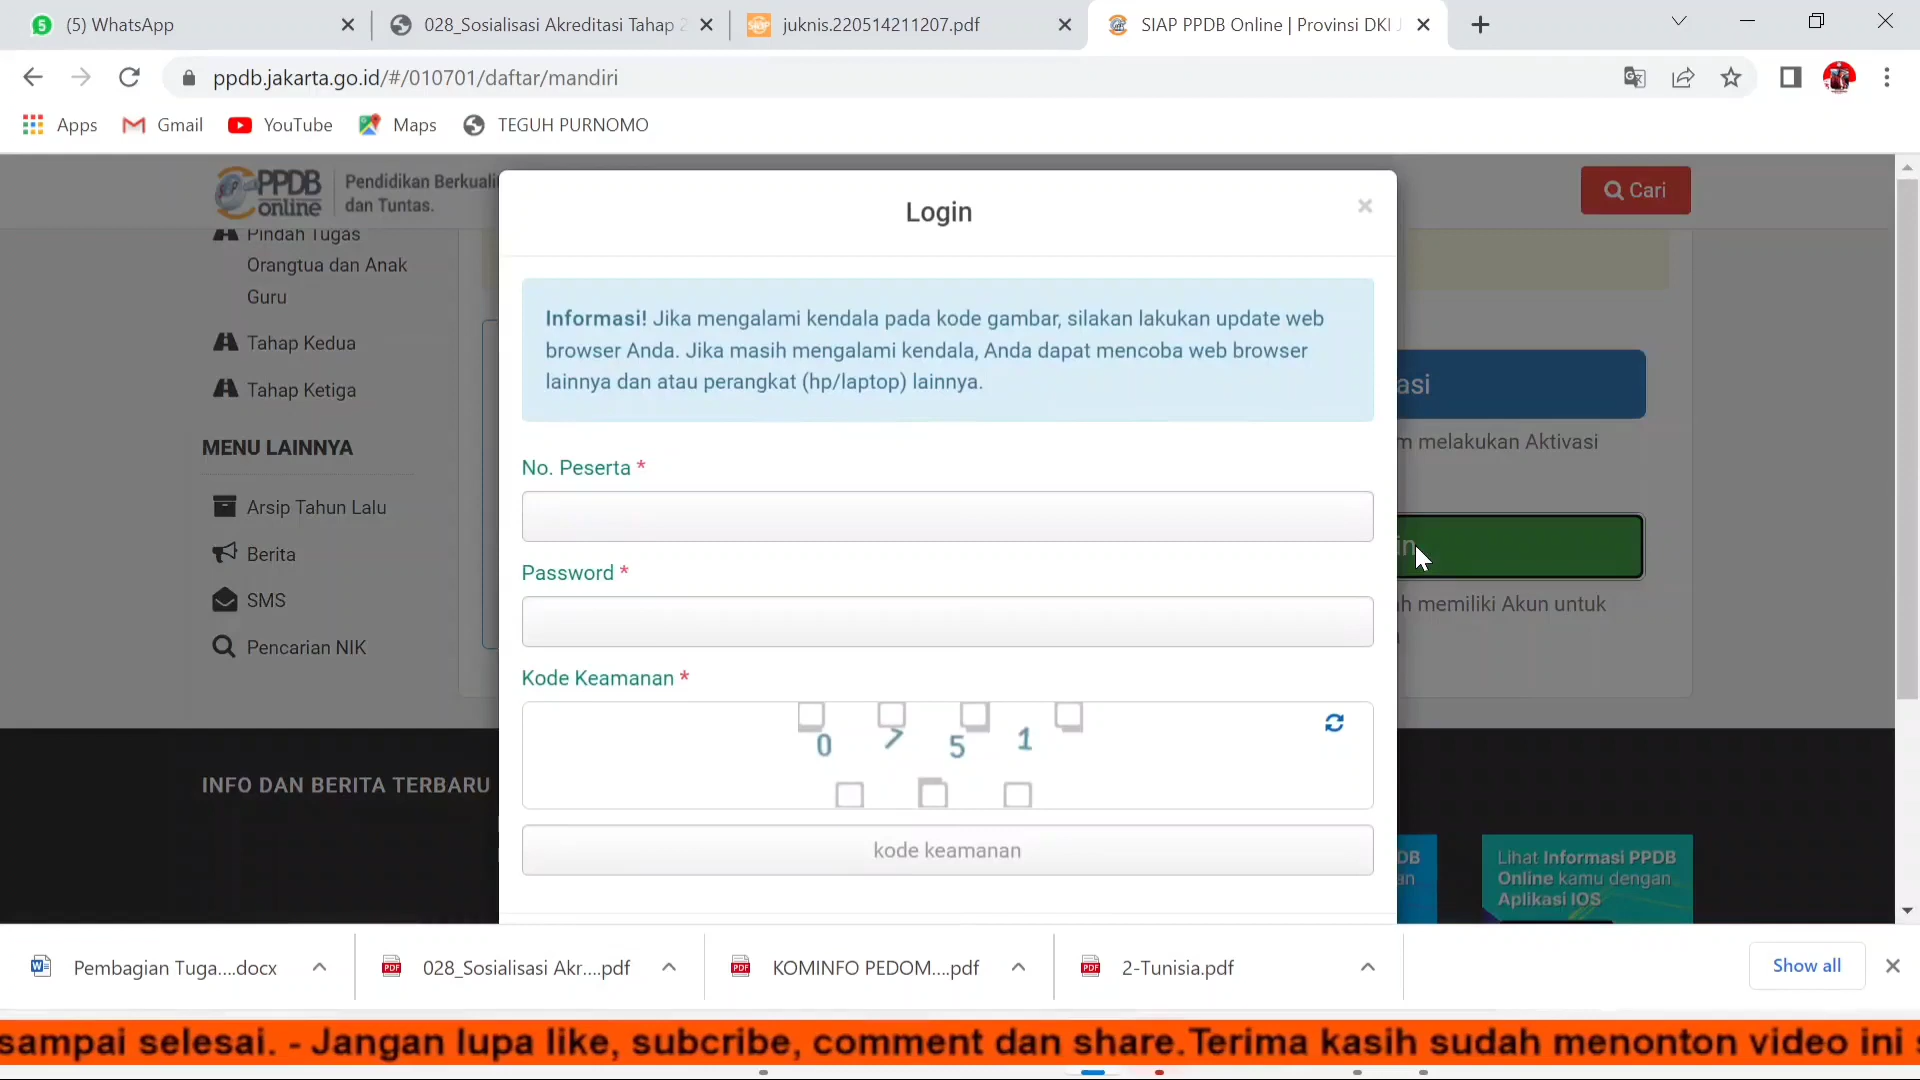 (5) WhatsApp
028_Sosialisasi Akreditasi Tahap 2
juknis.220514211207.pdf
SIAP PPDB Online | Provinsi DKI J
ppdb.jakarta.go.id/#/010701/daftar/mandiri
Apps
Gmail
YouTube
Maps
TEGUH PURNOMO
PPDB online
Pendidikan Berkuali
dan Tuntas.
Cari
Pindah Tugas
Orangtua dan Anak
Guru
Tahap Kedua
Tahap Ketiga
MENU LAINNYA
Arsip Tahun Lalu
Berita
SMS
Pencarian NIK
Login
Informasi! Jika mengalami kendala pada kode gambar, silakan lakukan update web
browser Anda. Jika masih mengalami kendala, Anda dapat mencoba web browser
lainnya dan atau perangkat (hp/laptop) lainnya.
No. Peserta *
Password *
Kode Keamanan *
0 7 5 1
kode keamanan
asi
m melakukan Aktivasi
in
h memiliki Akun untuk
INFO DAN BERITA TERBARU
DB
an
Lihat Informasi PPDB
Online kamu dengan
Aplikasi IOS
Pembagian Tuga....docx
028_Sosialisasi Akr....pdf
KOMINFO PEDOM....pdf
2-Tunisia.pdf
Show all
sampai selesai. - Jangan lupa like, subcribe, comment dan share.Terima kasih sudah menonton video ini s